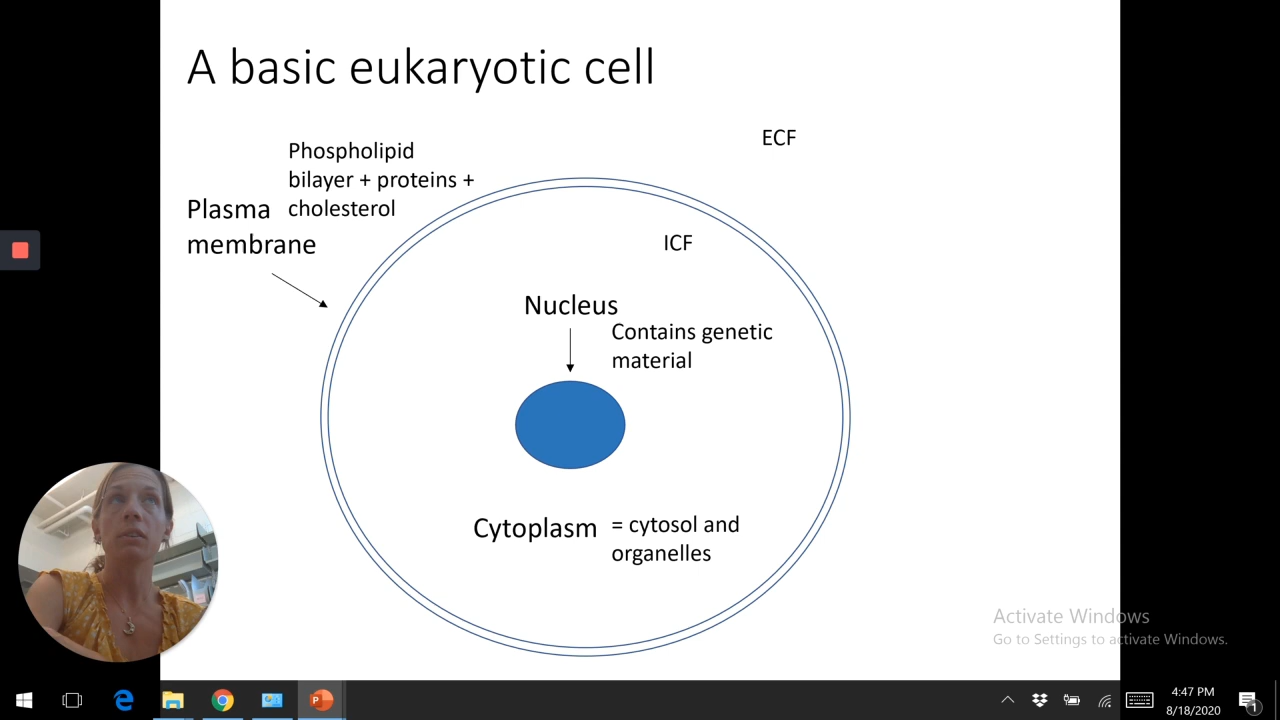 A basic eukaryotic cell
ECF
Phospholipid
bilayer + proteins +
cholesterol
Plasma
membrane
ICF
Nucleus
Contains genetic
material
Cytoplasm
= cytosol and
organelles
Activate Windows
Go to Settings to activate Windows.
4:47 PM
8/18/2020
1